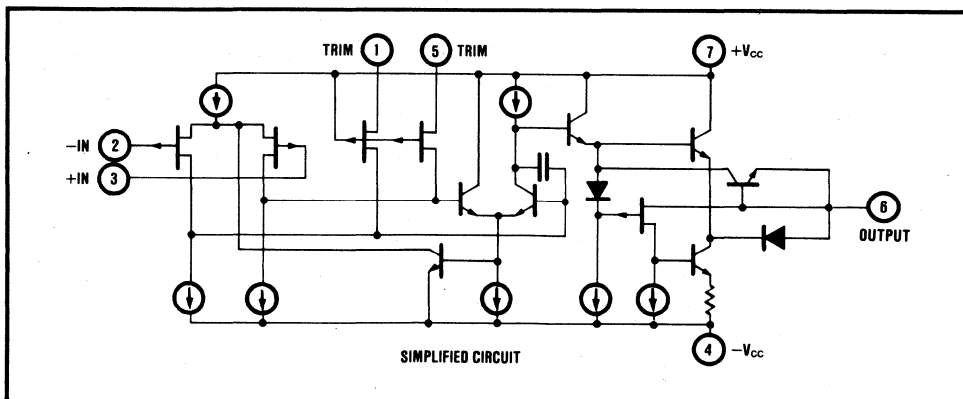 TRIM 1 5 TRIM 7 +Vcc
-IN 2
+IN 3
6
OUTPUT
4 -Vcc
SIMPLIFIED CIRCUIT